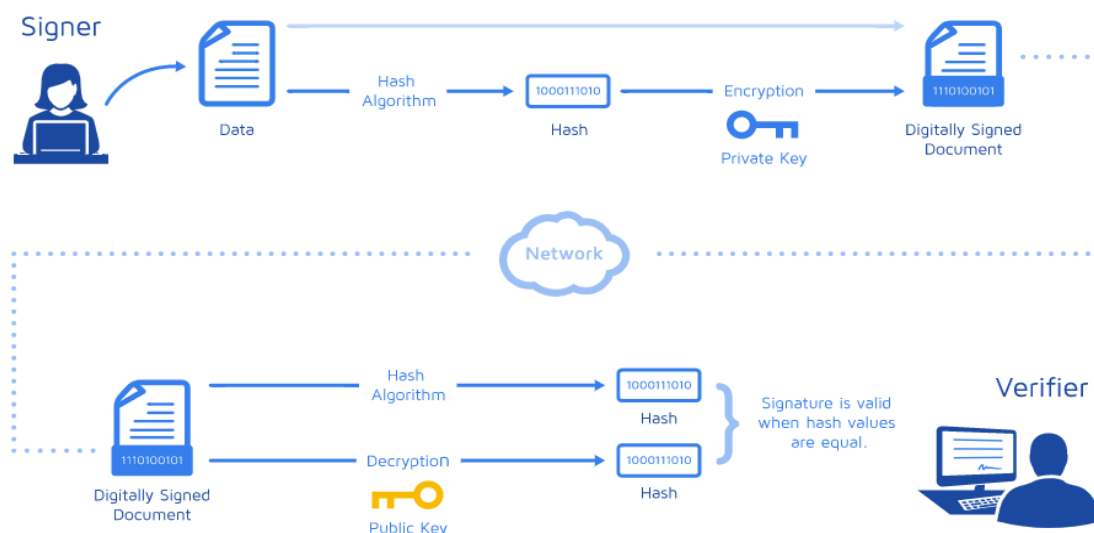 Signer
Data
Hash
Algorithm
1000111010
Hash
Encryption
Private Key
1110100101
Digitally Signed
Document
Network
1110100101
Digitally Signed
Document
Hash
Algorithm
1000111010
Hash
Decryption
Public Key
1000111010
Hash
Signature is valid
when hash values
are equal.
Verifier